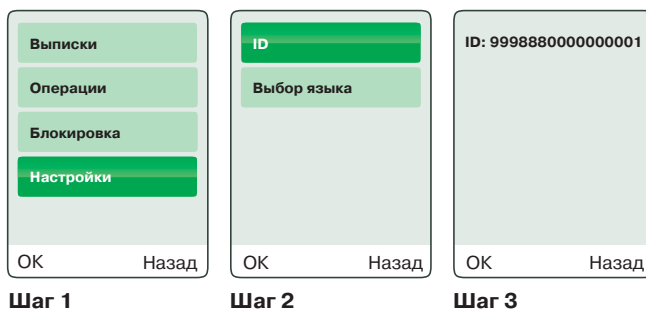 Выписки
Операции
Блокировка
Настройки
OK Назад
Шаг 1
ID
Выбор языка
OK Назад
Шаг 2
ID: 9998880000000001
OK Назад
Шаг 3